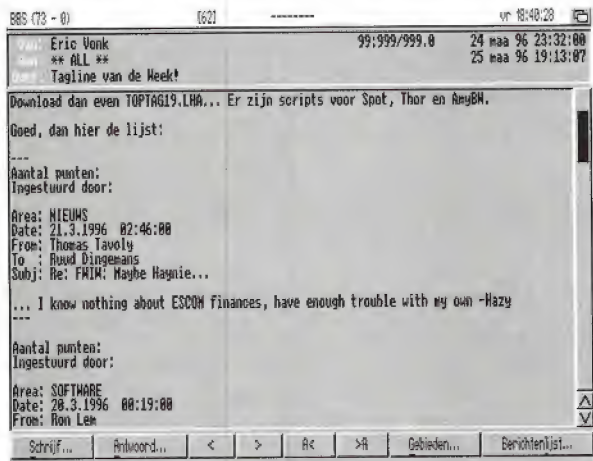 BBS (73 - 0) [62] --------- vr 18:40:28
Van: Eric Vonk 99:999/999.0 24 maa 96 23:32:00
** ALL ** 25 maa 96 19:13:07
Tagline van de Week!
Download dan even TOPTAG19.LHA... Er zijn scripts voor Spot, Thor en AmyBW.
Goed, dan hier de lijst:
---
Aantal punten:
Ingestuurd door:
Area: NIEUWS
Date: 21.3.1996 02:46:00
From: Thomas Tavoly
To : Ruud Dingemans
Subj: Re: FWIW: Maybe Haynie...
... I know nothing about ESCOM finances, have enough trouble with my own -Hazy
---
Aantal punten:
Ingestuurd door:
Area: SOFTWARE
Date: 20.3.1996 00:19:00
From: Ron Lem
Schrijf... Antwoord... < > A< >A Gebieden... Berichtenlijst...